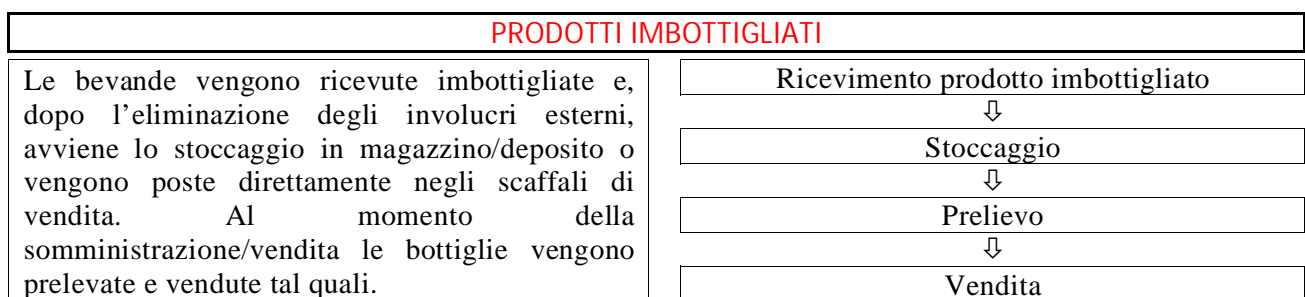 PRODOTTI IMBOTTIGLIATI
Le bevande vengono ricevute imbottigliate e,
dopo l’eliminazione degli involucri esterni,
avviene lo stoccaggio in magazzino/deposito o
vengono poste direttamente negli scaffali di
vendita. Al momento della
somministrazione/vendita le bottiglie vengono
prelevate e vendute tal quali.
Ricevimento prodotto imbottigliato
⇩
Stoccaggio
⇩
Prelievo
⇩
Vendita